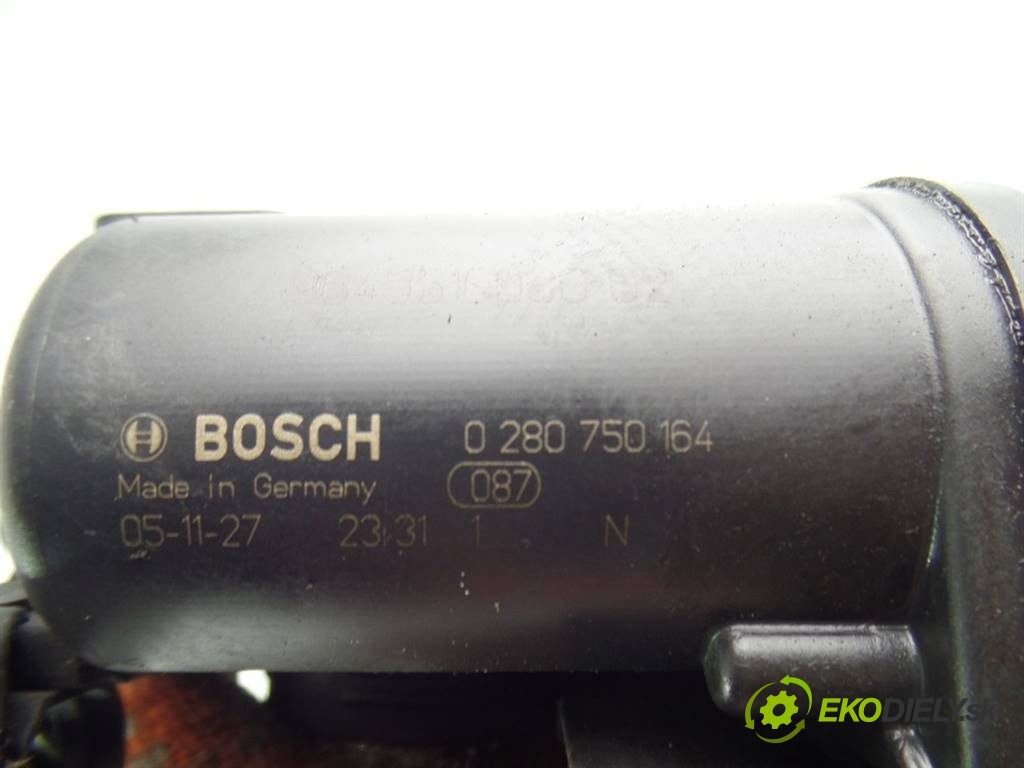 BOSCH 0 280 750 164
Made in Germany 087
05-11-27 23:31 1 N
EKODIELY.sk